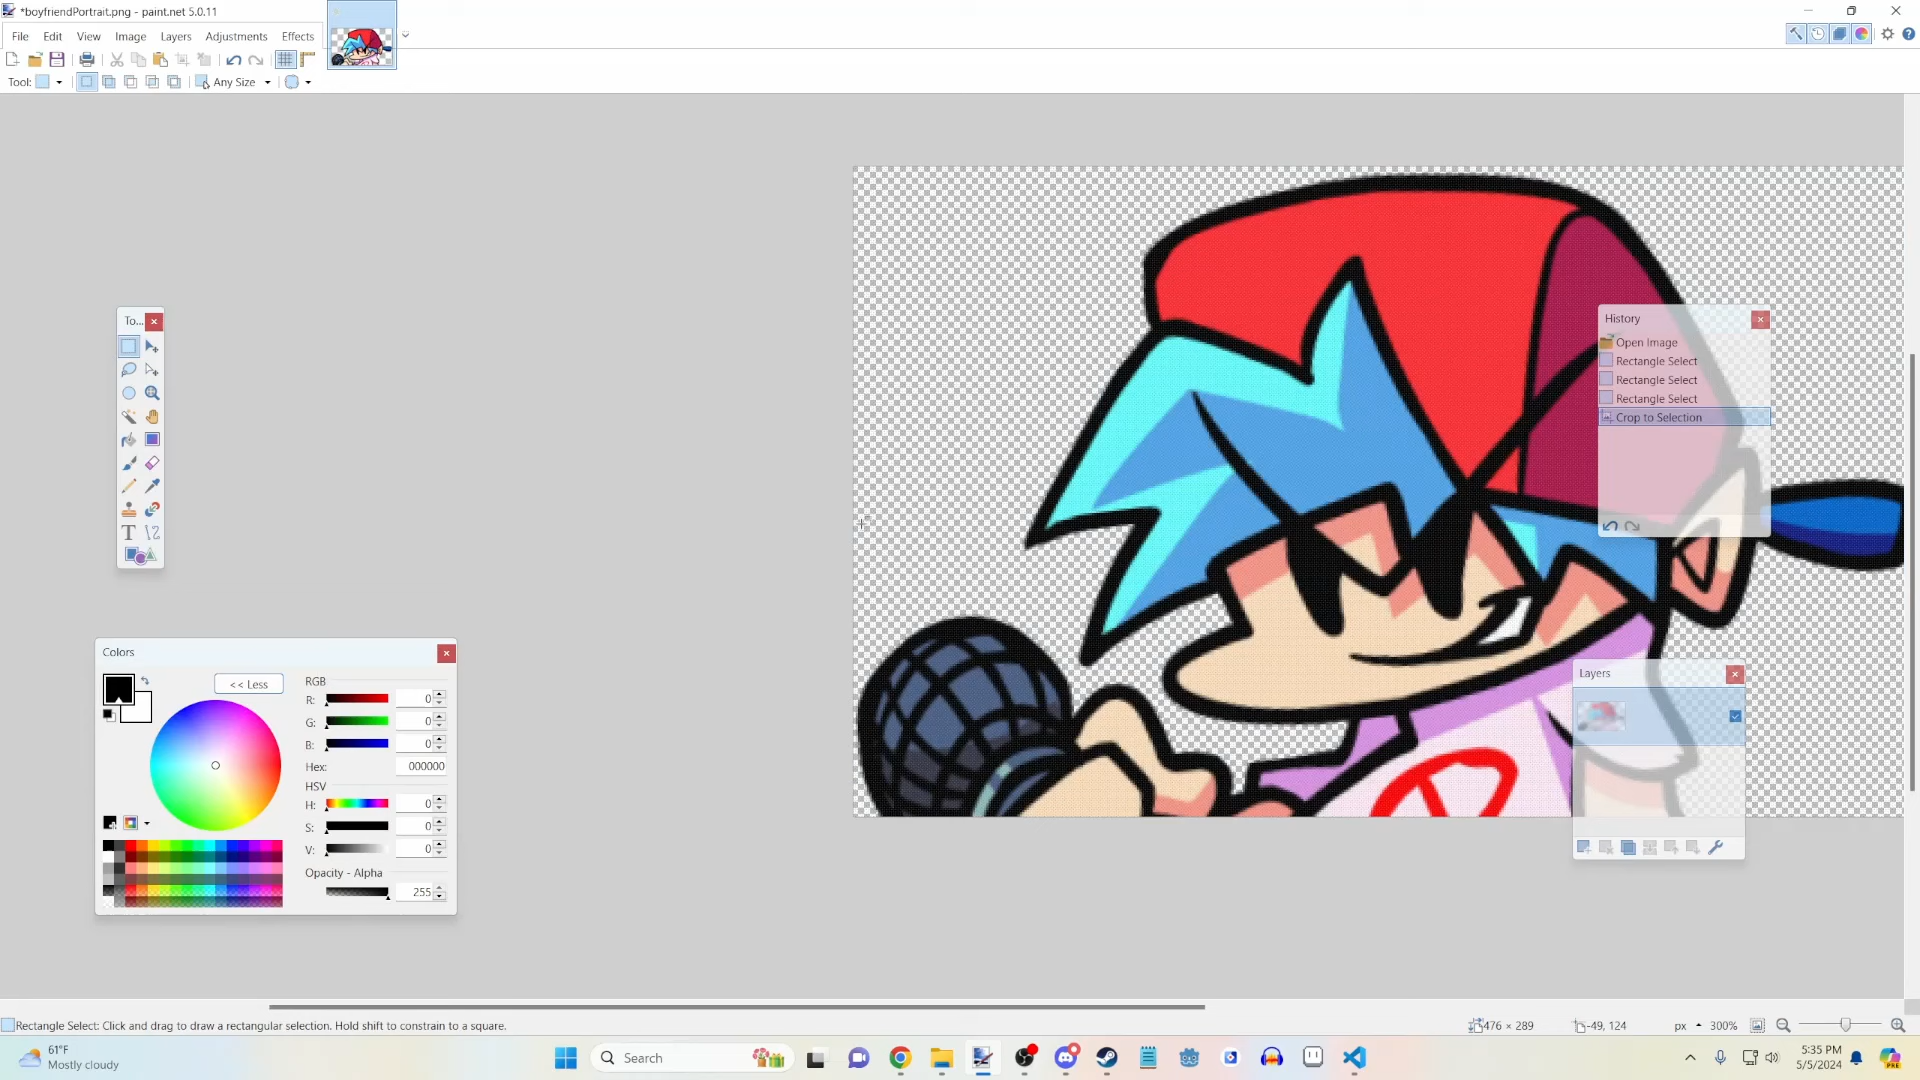 *boyfriendPortrait.png - paint.net 5.0.11
File Edit View Image Layers Adjustments Effects
Tool: Any Size
To...
History
Open Image
Rectangle Select
Rectangle Select
Rectangle Select
Crop to Selection
Colors
<< Less
RGB
R: 0
G: 0
B: 0
Hex: 000000
HSV
H: 0
S: 0
V: 0
Opacity - Alpha
255
Layers
Rectangle Select: Click and drag to draw a rectangular selection. Hold shift to constrain to a square.
476 × 289
-49, 124
px
300%
61°F
Mostly cloudy
Search
5:35 PM
5/5/2024
PRE